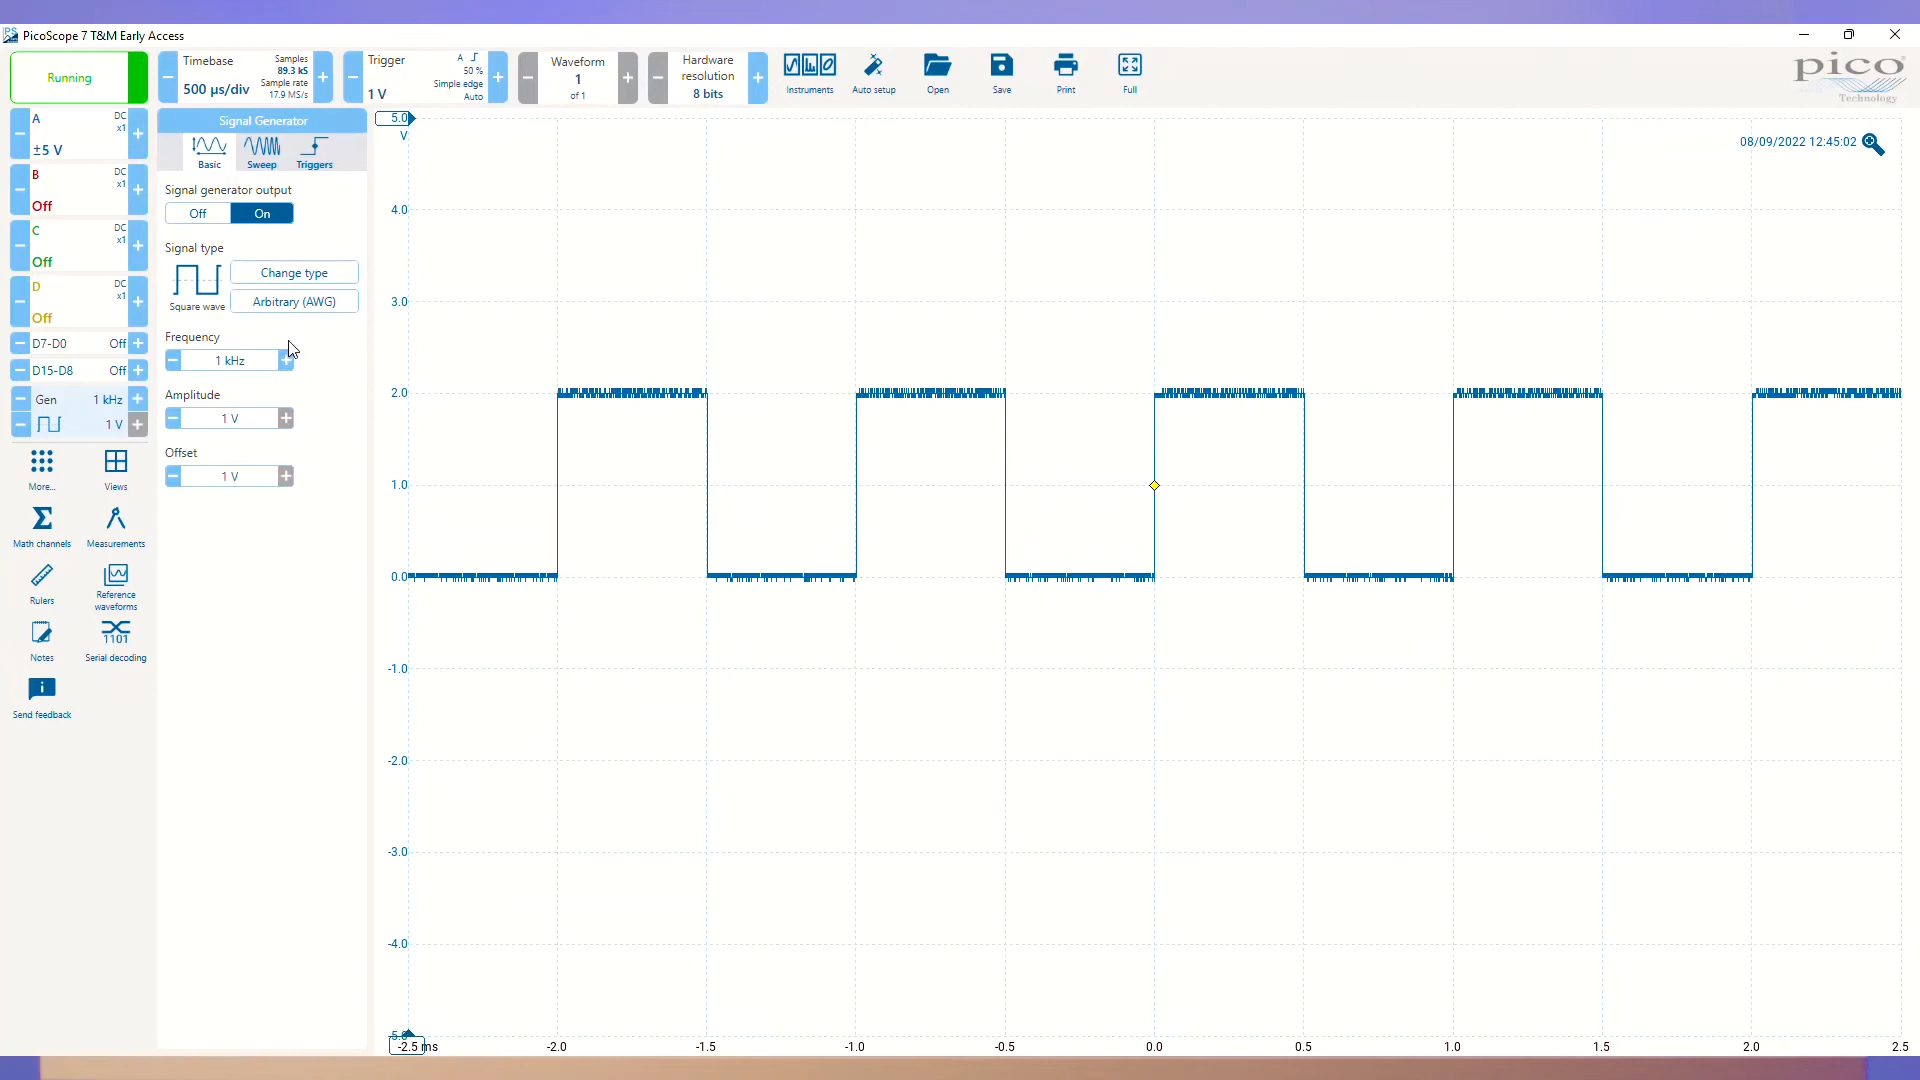 PicoScope 7 T&M Early Access
Running
Timebase
500 µs/div
Samples
89.3 kS
Sample rate
17.9 MS/s
Trigger
1 V
A
50 %
Simple edge
Auto
Waveform
1
of 1
Hardware
resolution
8 bits
Instruments
Auto setup
Open
Save
Print
Full
pico
Technology
A
DC
x1
±5 V
B
DC
x1
Off
C
DC
x1
Off
D
DC
x1
Off
D7-D0 Off
D15-D8 Off
Gen 1 kHz
1 V
More...
Views
Math channels
Measurements
Rulers
Reference
waveforms
Notes
1101
Serial decoding
Send feedback
Signal Generator
Basic
Sweep
Triggers
Signal generator output
Off
On
Signal type
Square wave
Change type
Arbitrary (AWG)
Frequency
1 kHz
Amplitude
1 V
Offset
1 V
08/09/2022 12:45:02
5.0
V
4.0
3.0
2.0
1.0
0.0
-1.0
-2.0
-3.0
-4.0
-2.5 ms
-2.0
-1.5
-1.0
-0.5
0.0
0.5
1.0
1.5
2.0
2.5